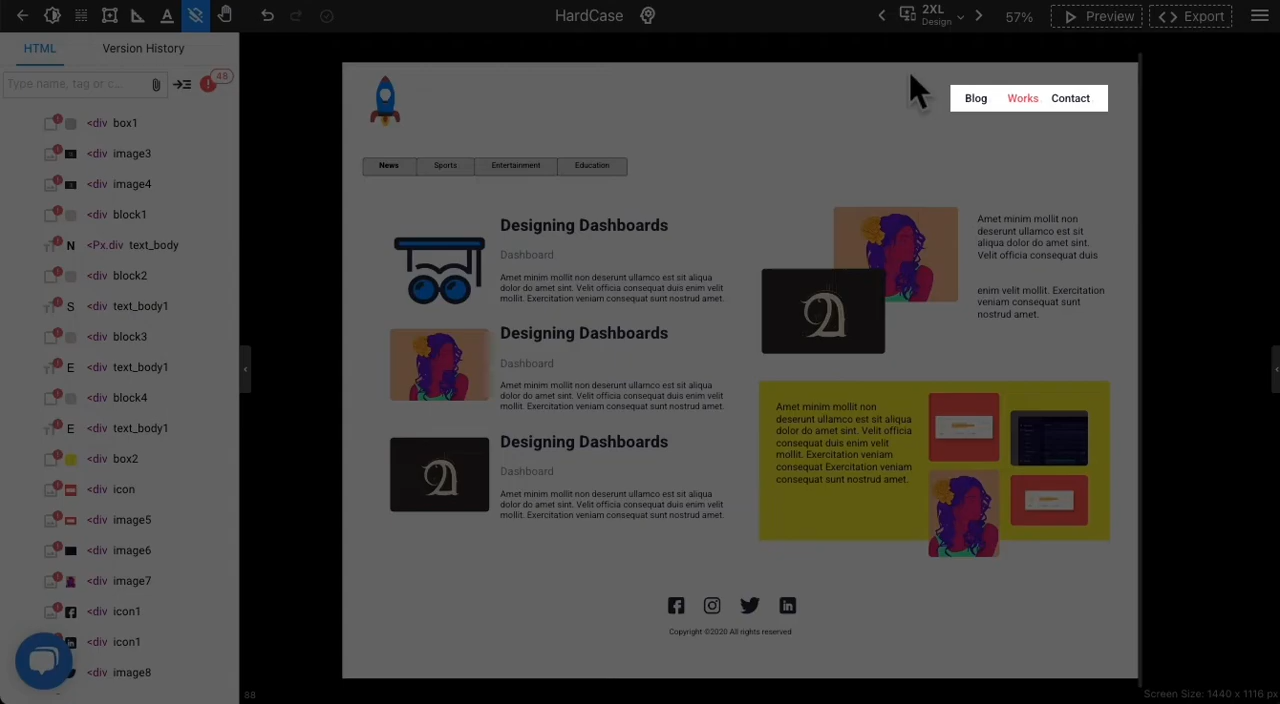 HardCase
2XL
Design
57%
Preview
Export
HTML
Version History
Type name, tag or c...
48
<div box1
<div image3
<div image4
<div block1
N <Px.div text_body
<div block2
S <div text_body1
<div block3
E <div text_body1
<div block4
E <div text_body1
<div box2
<div icon
<div image5
<div image6
<div image7
<div icon1
<div icon1
<div image8
Blog Works Contact
News Sports Entertainment Education
Designing Dashboards
Dashboard
Amet minim mollit non deserunt ullamco est sit aliqua
dolor do amet sint. Velit officia consequat duis enim velit
mollit. Exercitation veniam consequat sunt nostrud amet.
Designing Dashboards
Dashboard
Amet minim mollit non deserunt ullamco est sit aliqua
dolor do amet sint. Velit officia consequat duis enim velit
mollit. Exercitation veniam consequat sunt nostrud amet.
Designing Dashboards
Dashboard
Amet minim mollit non deserunt ullamco est sit aliqua
dolor do amet sint. Velit officia consequat duis enim velit
mollit. Exercitation veniam consequat sunt nostrud amet.
Amet minim mollit non
deserunt ullamco est sit
aliqua dolor do amet sint.
Velit officia consequat duis
enim velit mollit. Exercitation
veniam consequat sunt
nostrud amet.
Amet minim mollit non
deserunt ullamco est sit aliqua
dolor do amet sint. Velit officia
consequat duis enim velit
mollit. Exercitation veniam
consequat Exercitation veniam
consequat sunt nostrud amet.
Copyright ©2020 All rights reserved
88
Screen Size: 1440 x 1116 px